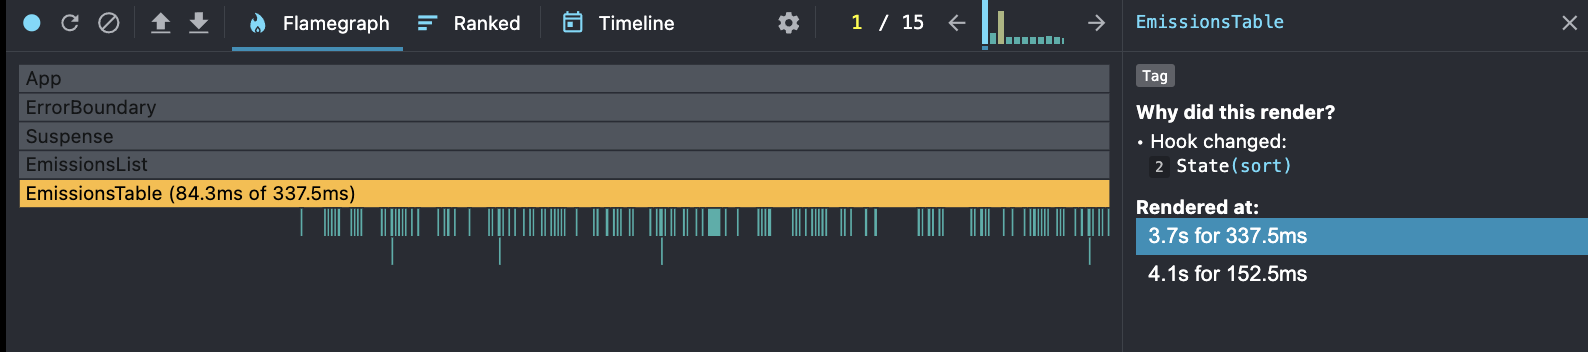 Flamegraph Ranked Timeline 1 / 15
App
ErrorBoundary
Suspense
EmissionsList
EmissionsTable (84.3ms of 337.5ms)
EmissionsTable
Tag
Why did this render?
• Hook changed:
2 State(sort)
Rendered at:
3.7s for 337.5ms
4.1s for 152.5ms